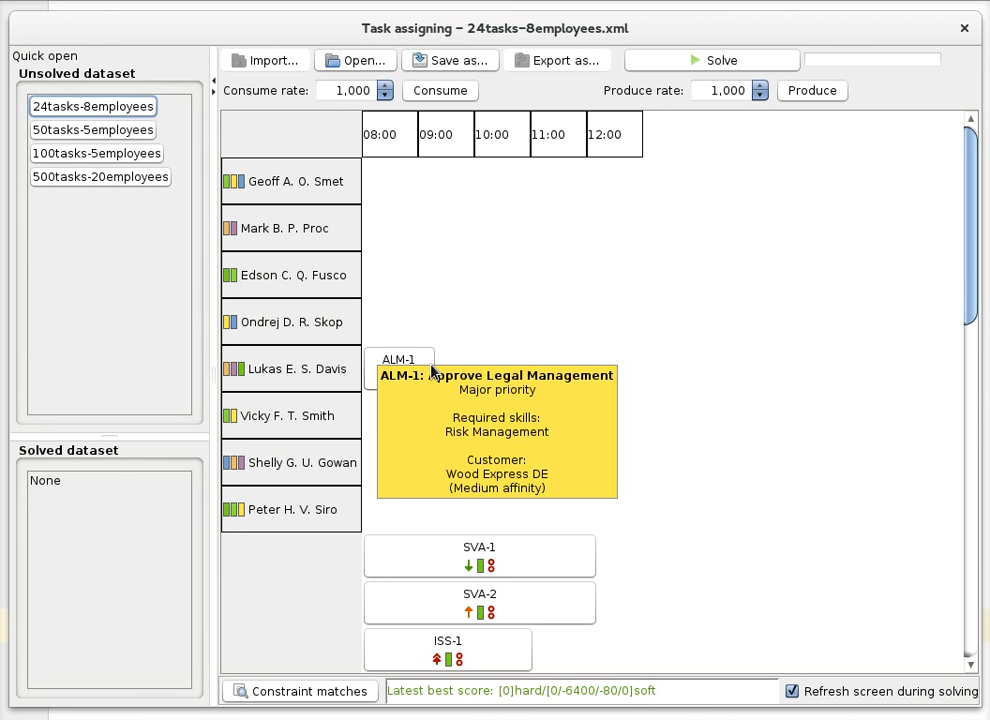 Task assigning – 24tasks-8employees.xml
Quick open
Unsolved dataset
24tasks-8employees
50tasks-5employees
100tasks-5employees
500tasks-20employees
Solved dataset
None
Import...
Open...
Save as...
Export as...
Solve
Consume rate:
1,000
Consume
Produce rate:
1,000
Produce
08:00
09:00
10:00
11:00
12:00
Geoff A. O. Smet
Mark B. P. Proc
Edson C. Q. Fusco
Ondrej D. R. Skop
Lukas E. S. Davis
Vicky F. T. Smith
Shelly G. U. Gowan
Peter H. V. Siro
ALM-1
ALM-1: Approve Legal Management
Major priority
Required skills:
Risk Management
Customer:
Wood Express DE
(Medium affinity)
SVA-1
SVA-2
ISS-1
Constraint matches
Latest best score: [0]hard/[0/-6400/-80/0]soft
Refresh screen during solving